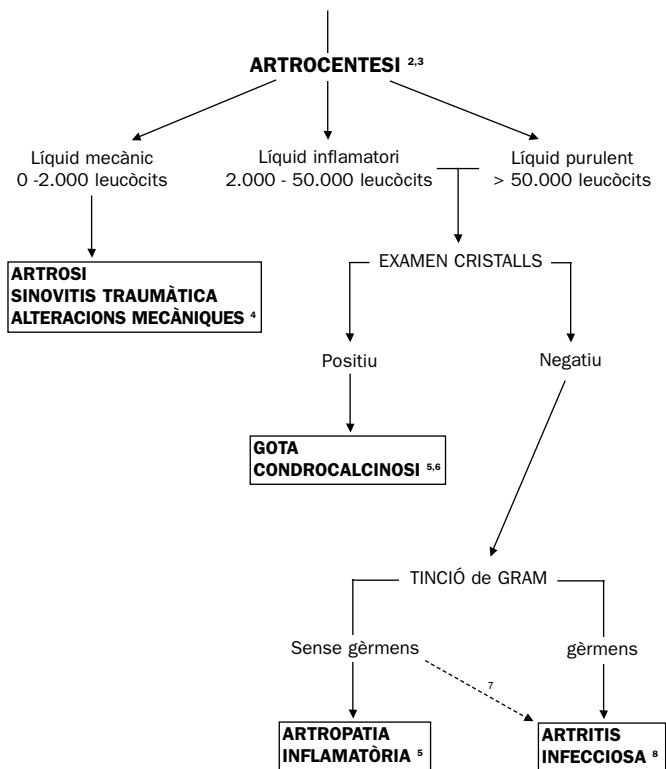 ARTROCENTESI 2,3
Líquid mecànic
0 -2.000 leucòcits
Líquid inflamatori
2.000 - 50.000 leucòcits
Líquid purulent
> 50.000 leucòcits
EXAMEN CRISTALLS
ARTROSI
SINOVITIS TRAUMÀTICA
ALTERACIONS MECÀNIQUES 4
Positiu
Negatiu
GOTA
CONDROCALCINOSI 5,6
TINCIÓ de GRAM
Sense gèrmens
gèrmens
7
ARTROPATIA
INFLAMATÒRIA 5
ARTRITIS
INFECCIOSA 8